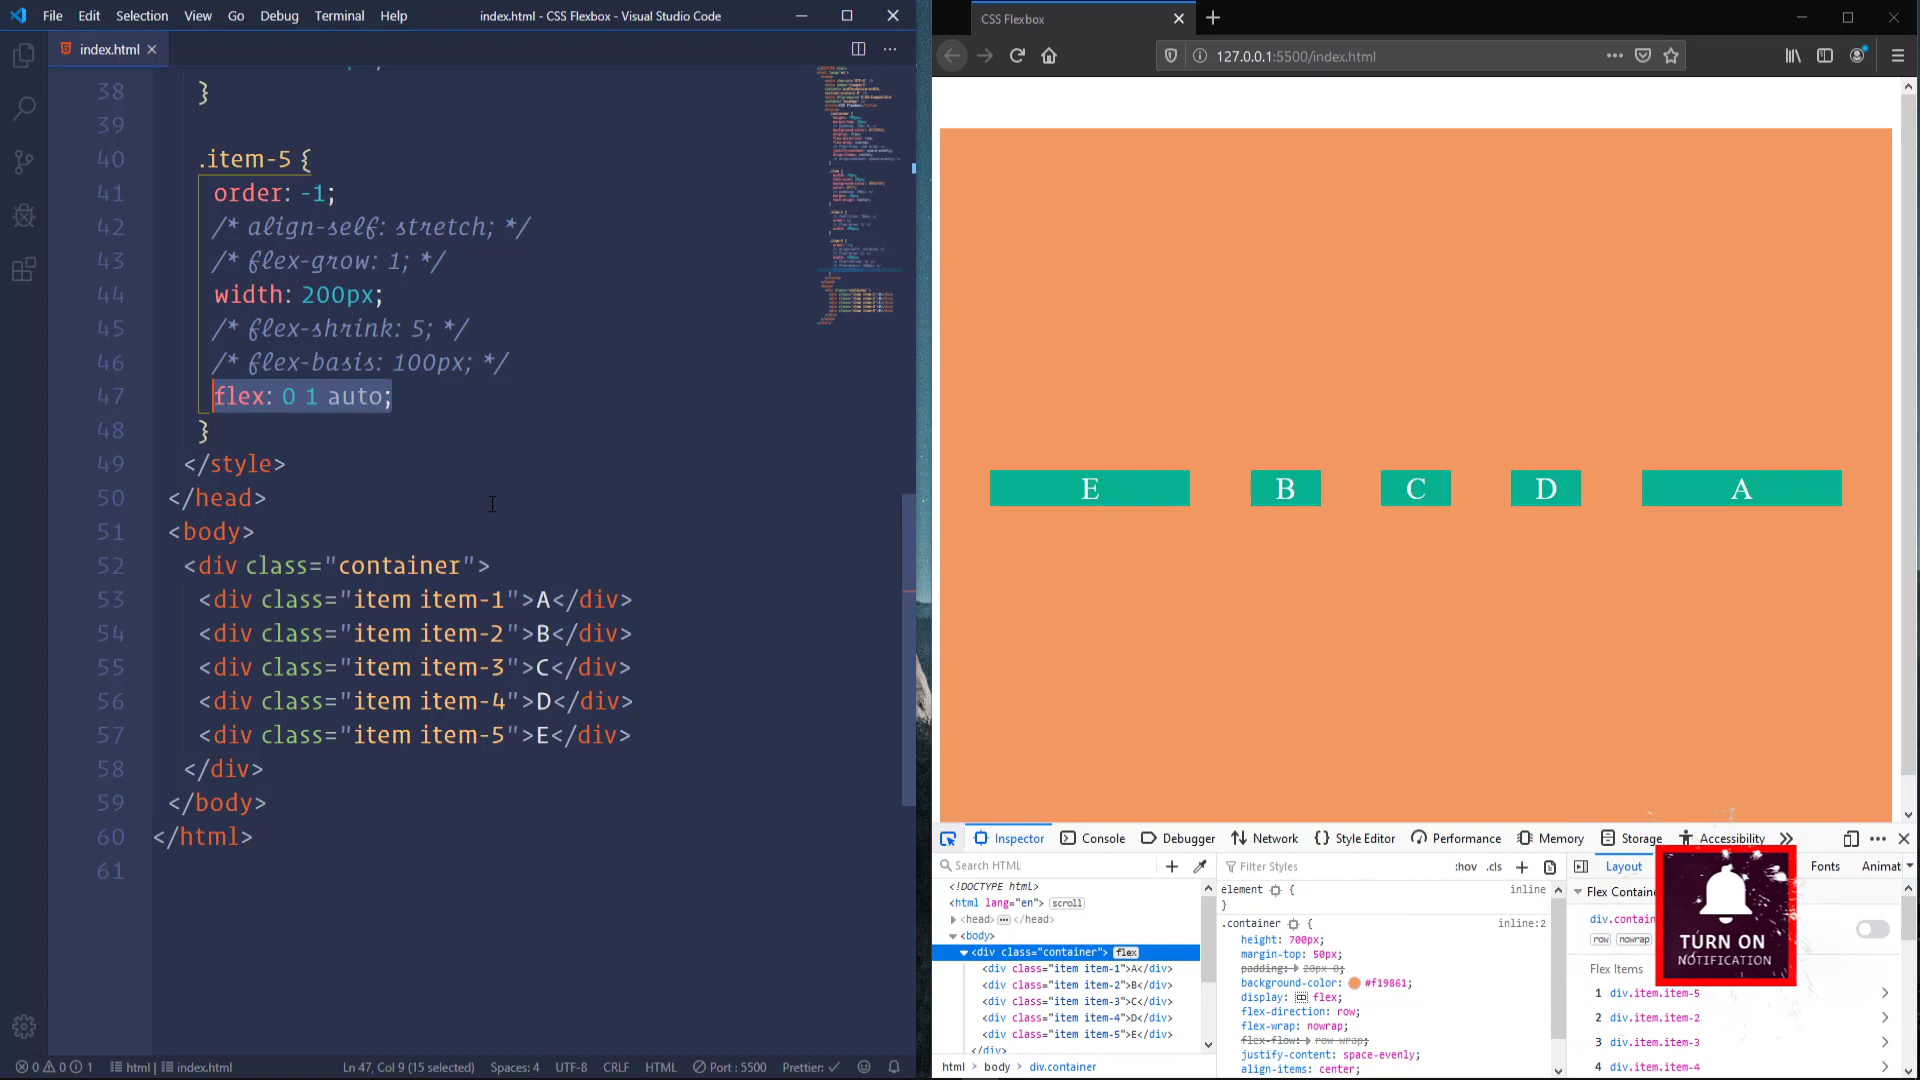 File Edit Selection View Go Debug Terminal Help index.html - CSS Flexbox - Visual Studio Code
index.html
38 }
39
40 .item-5 {
41 order: -1;
42 /* align-self: stretch; */
43 /* flex-grow: 1; */
44 width: 200px;
45 /* flex-shrink: 5; */
46 /* flex-basis: 100px; */
47 flex: 0 1 auto;
48 }
49 </style>
50 </head>
51 <body>
52 <div class="container">
53 <div class="item item-1">A</div>
54 <div class="item item-2">B</div>
55 <div class="item item-3">C</div>
56 <div class="item item-4">D</div>
57 <div class="item item-5">E</div>
58 </div>
59 </body>
60 </html>
61
0 0 1 html index.html Ln 47, Col 9 (15 selected) Spaces: 4 UTF-8 CRLF HTML Port : 5500 Prettier: ✓
CSS Flexbox
127.0.0.1:5500/index.html
E B C D A
Inspector Console Debugger Network Style Editor Performance Memory Storage Accessibility
Search HTML
<!DOCTYPE html>
<html lang="en"> scroll
<head> </head>
<body>
<div class="container"> flex
<div class="item item-1">A</div>
<div class="item item-2">B</div>
<div class="item item-3">C</div>
<div class="item item-4">D</div>
<div class="item item-5">E</div>
</div>
html body div.container
Filter Styles :hov .cls
element { inline
}
.container { inline:2
height: 700px;
margin-top: 50px;
padding: 20px 0;
background-color: #f19861;
display: flex;
flex-direction: row;
flex-wrap: nowrap;
flex-flow: row wrap;
justify-content: space-evenly;
align-items: center;
Layout Fonts Animat
Flex Containe
div.contain
row nowrap
Flex Items
1 div.item.item-5
2 div.item.item-2
3 div.item.item-3
4 div.item.item-4
TURN ON
NOTIFICATION